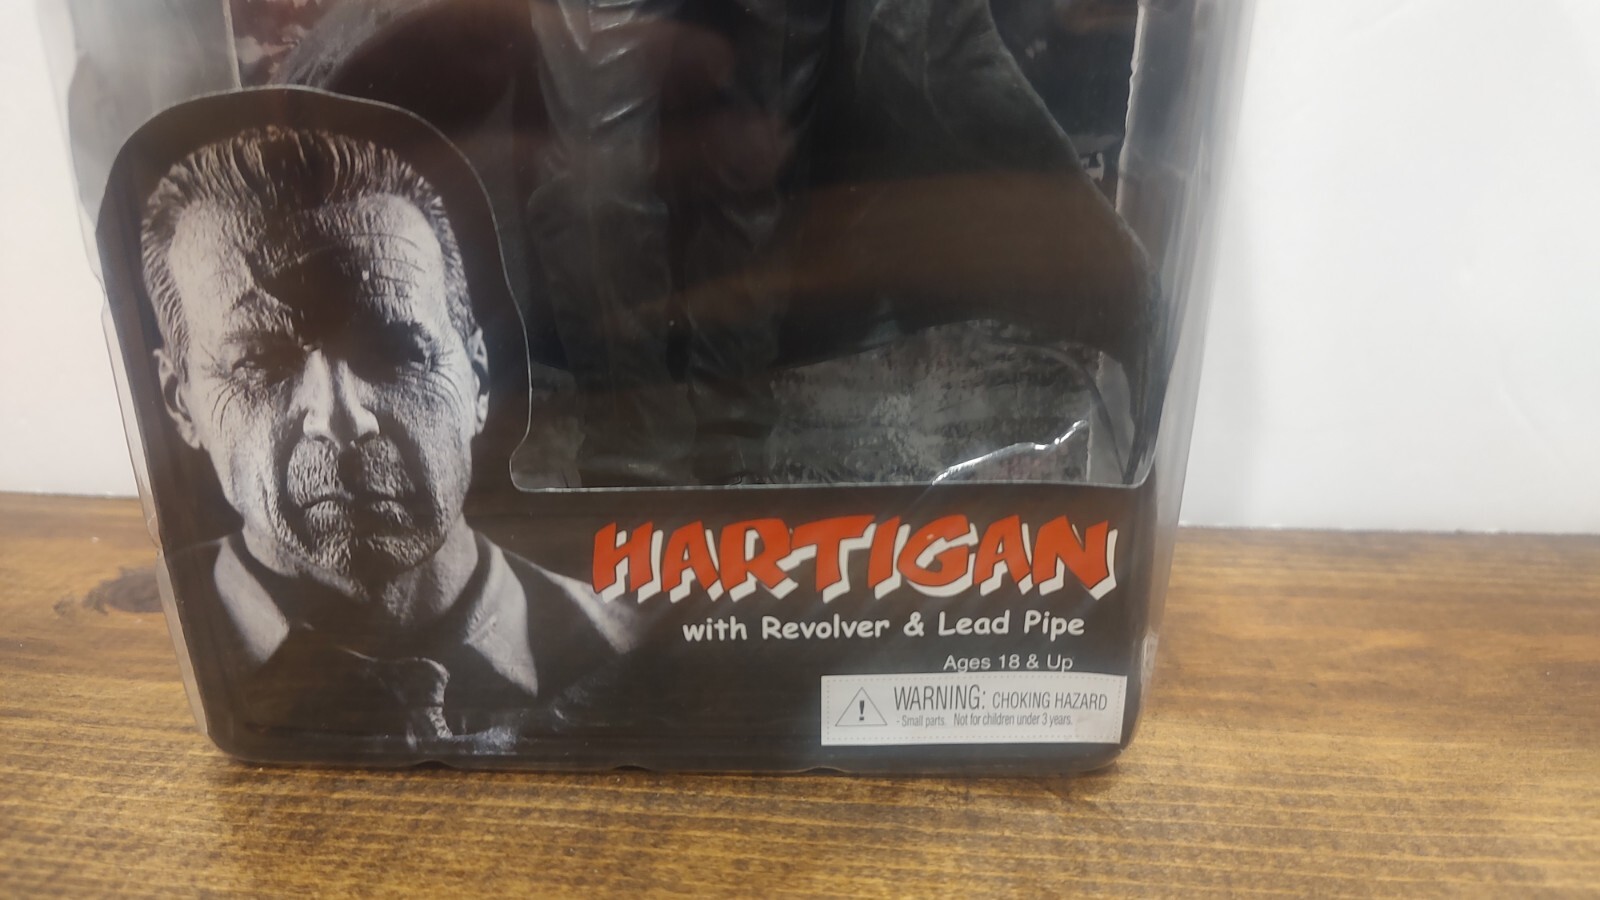 HARTIGAN
with Revolver & Lead Pipe
Ages 18 & Up
WARNING: CHOKING HAZARD
- Small parts. Not for children under 3 years.